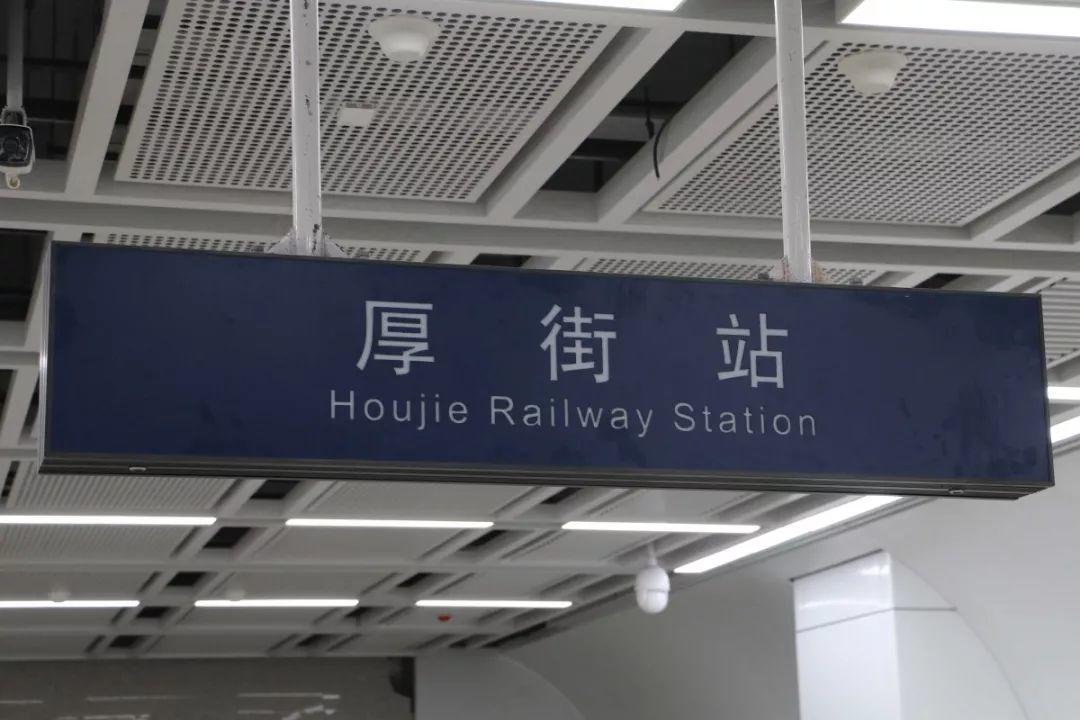 厚街站
Houjie Railway Station